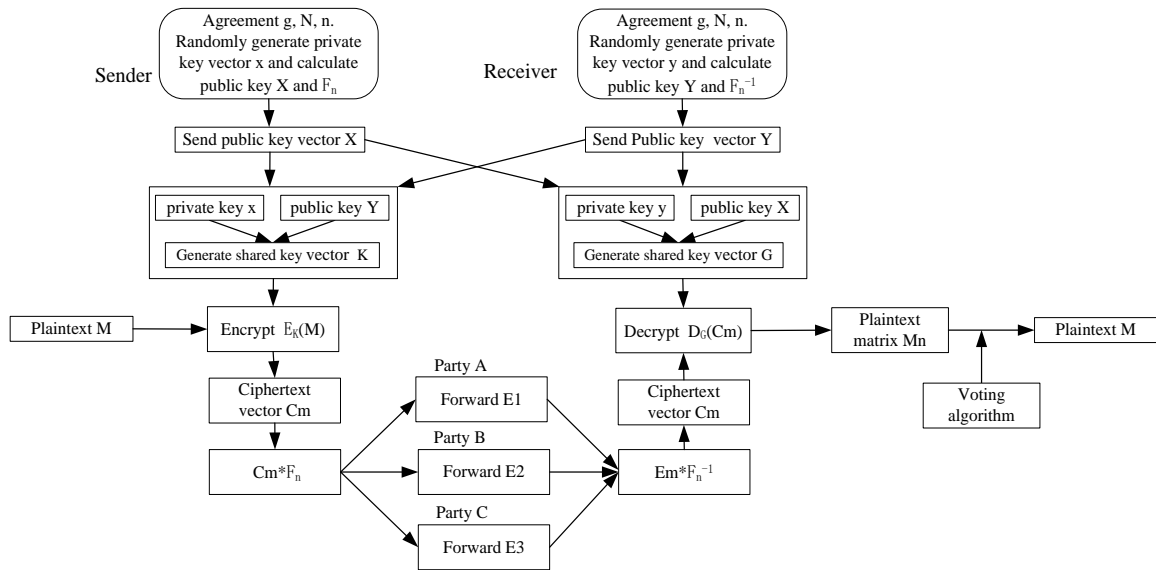 Agreement g, N, n.
Randomly generate private
key vector x and calculate
public key X and Fₙ
Sender
Agreement g, N, n.
Randomly generate private
key vector y and calculate
public key Y and Fₙ⁻¹
Receiver
Send public key vector X
Send Public key vector Y
private key x
public key Y
Generate shared key vector K
private key y
public key X
Generate shared key vector G
Plaintext M
Encrypt E_K(M)
Decrypt D_G(Cm)
Plaintext
matrix Mn
Plaintext M
Ciphertext
vector Cm
Party A
Forward E1
Ciphertext
vector Cm
Voting
algorithm
Cm*Fₙ
Party B
Forward E2
Em*Fₙ⁻¹
Party C
Forward E3